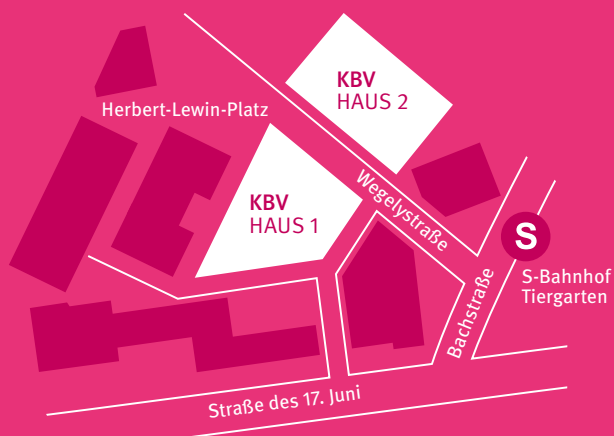 KBV
HAUS 2
Herbert-Lewin-Platz
KBV
HAUS 1
Wegelystraße
S
S-Bahnhof
Tiergarten
Bachstraße
Straße des 17. Juni